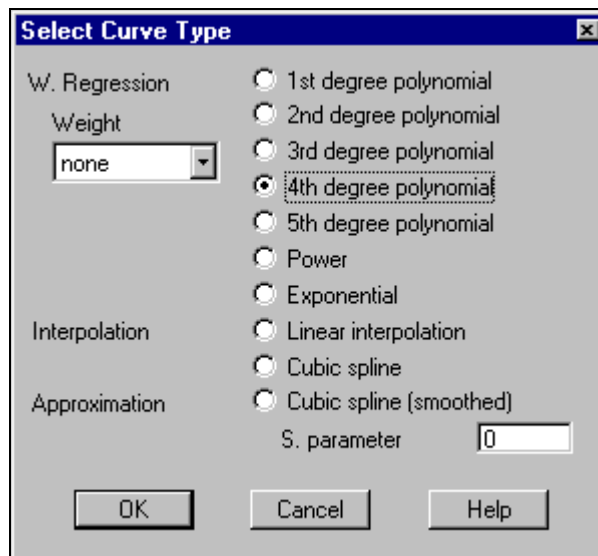 Select Curve Type
W. Regression
Weight
none
1st degree polynomial
2nd degree polynomial
3rd degree polynomial
4th degree polynomial
5th degree polynomial
Power
Exponential
Interpolation
Linear interpolation
Cubic spline
Approximation
Cubic spline (smoothed)
S. parameter
0
OK
Cancel
Help